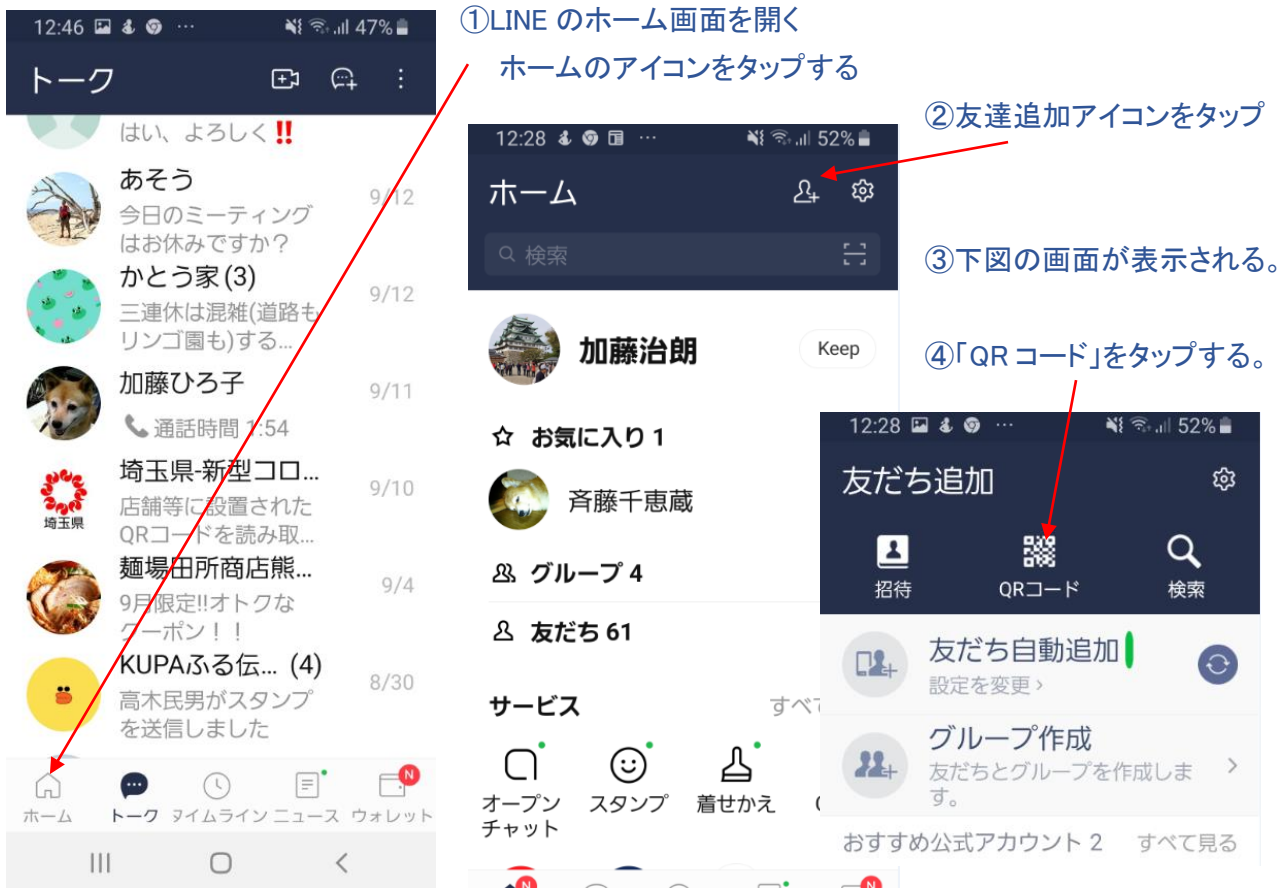 ①LINE のホーム画面を開く
ホームのアイコンをタップする
②友達追加アイコンをタップ
③下図の画面が表示される。
④「QR コード」をタップする。
12:46 ··· 47%
トーク
はい、よろしく‼
あそう
9/12
今日のミーティング
はお休みですか？
かとう家(3)
9/12
三連休は混雑(道路も
リンゴ園も)する...
加藤ひろ子
9/11
通話時間 1:54
埼玉県
埼玉県-新型コロ...
9/10
店舗等に設置された
QRコードを読み取...
麺場田所商店熊...
9/4
9月限定!!オトクな
クーポン！！
KUPAふる伝... (4)
8/30
高木民男がスタンプ
を送信しました
N
ホーム トーク タイムライン ニュース ウォレット
12:28 ··· 52%
ホーム
検索
加藤治朗 Keep
お気に入り 1
斉藤千恵蔵
グループ 4
友だち 61
サービス すべて
オープン
チャット
スタンプ 着せかえ
N N
12:28 ··· 52%
友だち追加
招待 QRコード 検索
友だち自動追加
設定を変更 ›
グループ作成
友だちとグループを作成しま
す。
おすすめ公式アカウント 2 すべて見る